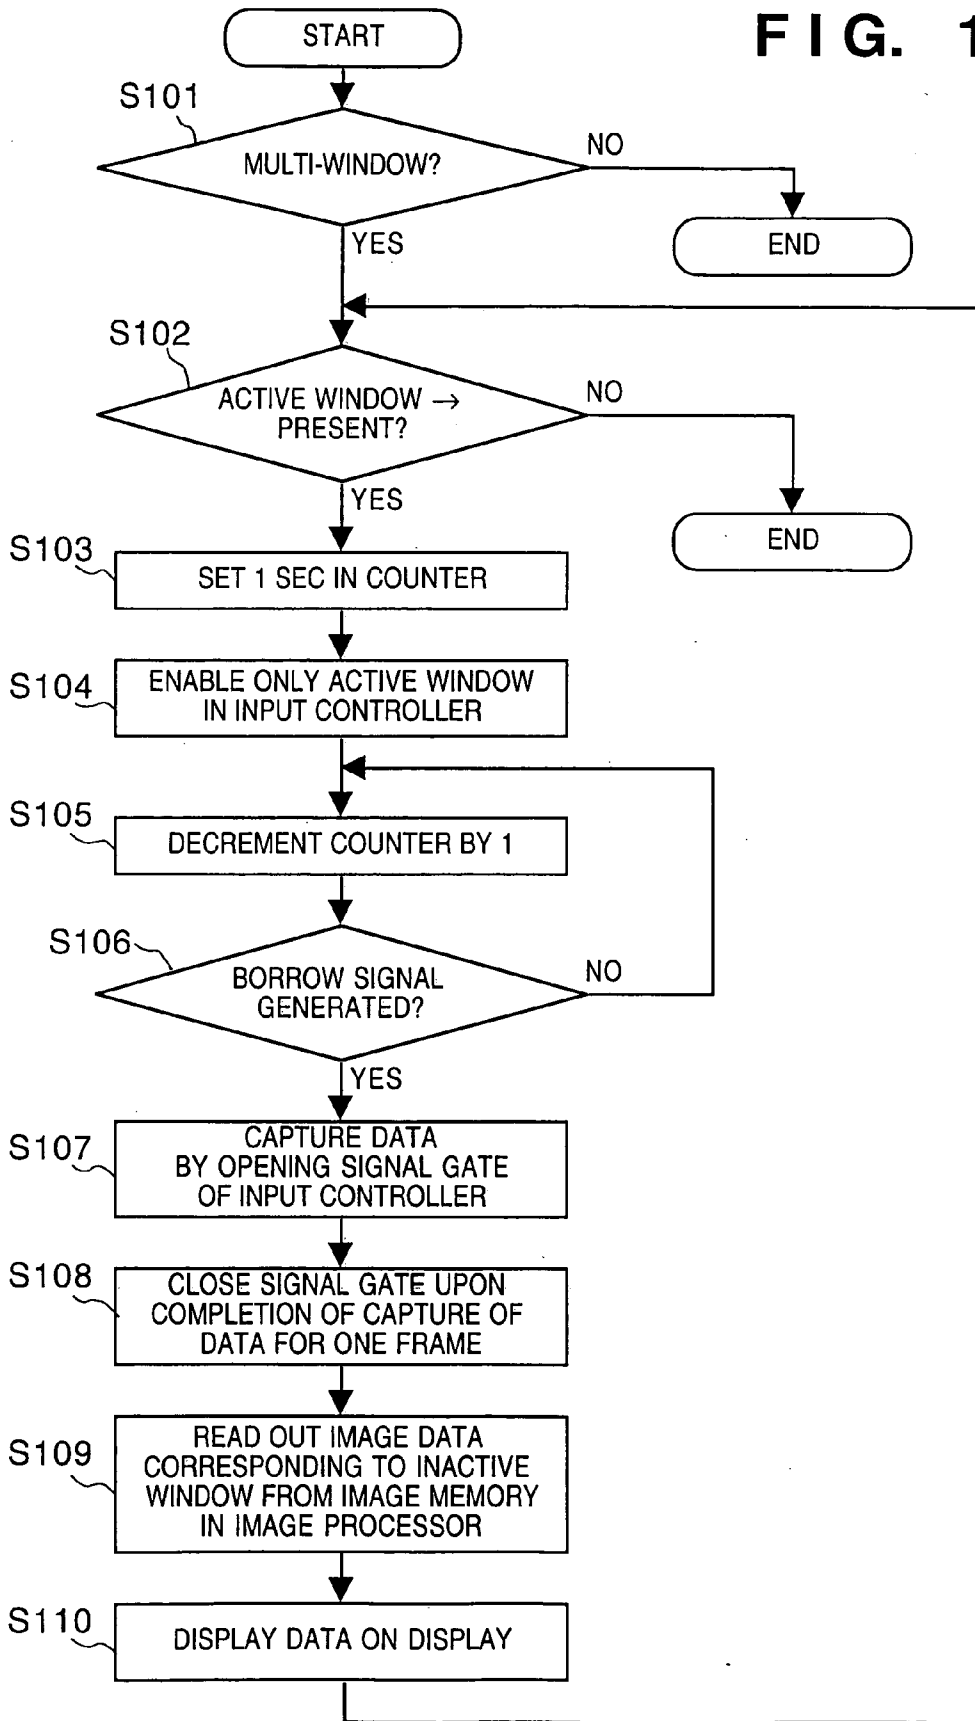 FIG. 1
START
S101
MULTI-WINDOW?
NO
END
YES
S102
ACTIVE WINDOW →
PRESENT?
NO
END
YES
S103
SET 1 SEC IN COUNTER
S104
ENABLE ONLY ACTIVE WINDOW
IN INPUT CONTROLLER
S105
DECREMENT COUNTER BY 1
S106
BORROW SIGNAL
GENERATED?
NO
YES
S107
CAPTURE DATA
BY OPENING SIGNAL GATE
OF INPUT CONTROLLER
S108
CLOSE SIGNAL GATE UPON
COMPLETION OF CAPTURE OF
DATA FOR ONE FRAME
S109
READ OUT IMAGE DATA
CORRESPONDING TO INACTIVE
WINDOW FROM IMAGE MEMORY
IN IMAGE PROCESSOR
S110
DISPLAY DATA ON DISPLAY